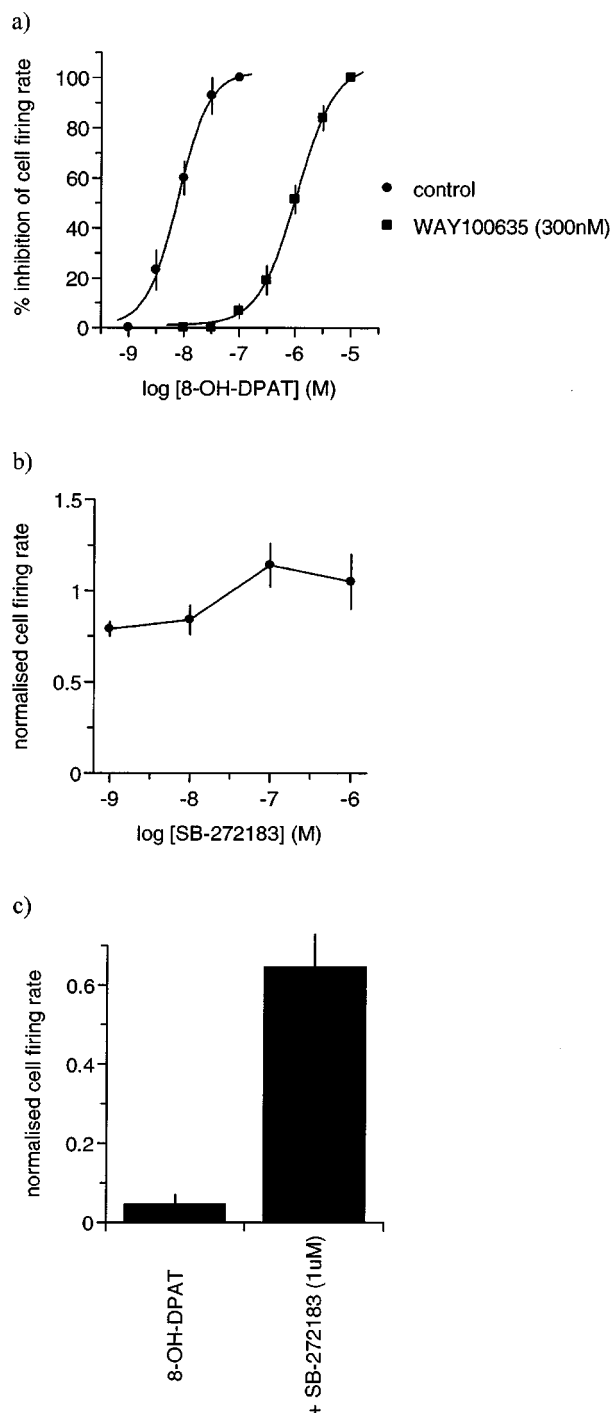 a)
% inhibition of cell firing rate
100
80
60
40
20
0
-9 -8 -7 -6 -5
log [8-OH-DPAT] (M)
control
WAY100635 (300nM)
b)
normalised cell firing rate
1.5
1
0.5
0
-9 -8 -7 -6
log [SB-272183] (M)
c)
normalised cell firing rate
0.6
0.4
0.2
0
8-OH-DPAT
+ SB-272183 (1uM)